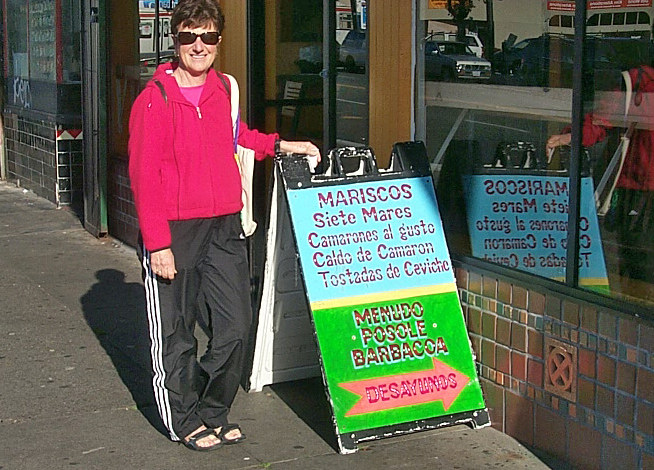 MARISCOS
Siete Mares
Camarones al gusto
Caldo de Camaron
Tostadas de Ceviche
MENUDO
POSOLE
BARBACOA
DESAYUNOS